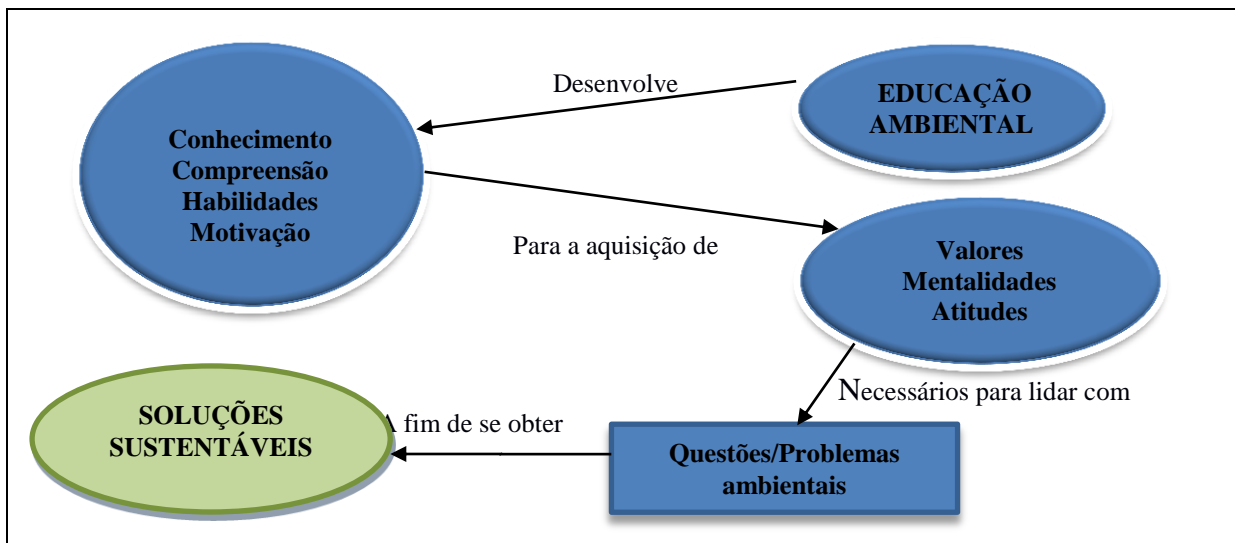 Desenvolve
EDUCAÇÃO
AMBIENTAL
Conhecimento
Compreensão
Habilidades
Motivação
Para a aquisição de
Valores
Mentalidades
Atitudes
Necessários para lidar com
Questões/Problemas
ambientais
A fim de se obter
SOLUÇÕES
SUSTENTÁVEIS